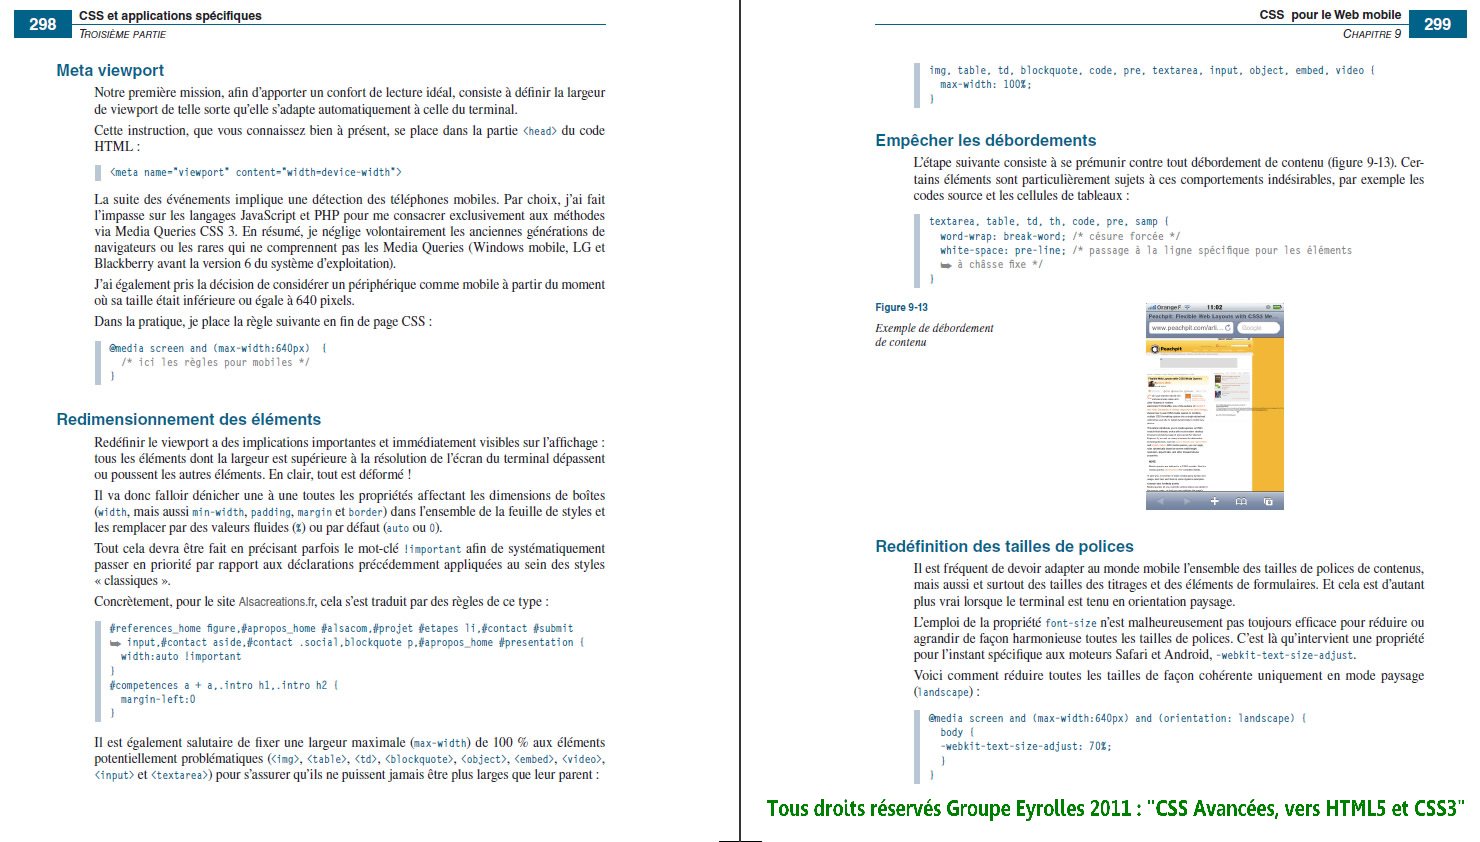 298
CSS et applications spécifiques
TROISIÈME PARTIE
Meta viewport
Notre première mission, afin d’apporter un confort de lecture idéal, consiste à définir la largeur
de viewport de telle sorte qu’elle s’adapte automatiquement à celle du terminal.
Cette instruction, que vous connaissez bien à présent, se place dans la partie <head> du code
HTML :
<meta name="viewport" content="width=device-width">
La suite des événements implique une détection des téléphones mobiles. Par choix, j’ai fait
l’impasse sur les langages JavaScript et PHP pour me consacrer exclusivement aux méthodes
via Media Queries CSS 3. En résumé, je néglige volontairement les anciennes générations de
navigateurs ou les rares qui ne comprennent pas les Media Queries (Windows mobile, LG et
Blackberry avant la version 6 du système d’exploitation).
J’ai également pris la décision de considérer un périphérique comme mobile à partir du moment
où sa taille était inférieure ou égale à 640 pixels.
Dans la pratique, je place la règle suivante en fin de page CSS :
@media screen and (max-width:640px) {
/* ici les règles pour mobiles */
}
Redimensionnement des éléments
Redéfinir le viewport a des implications importantes et immédiatement visibles sur l’affichage :
tous les éléments dont la largeur est supérieure à la résolution de l’écran du terminal dépassent
ou poussent les autres éléments. En clair, tout est déformé !
Il va donc falloir dénicher une à une toutes les propriétés affectant les dimensions de boîtes
(width, mais aussi min-width, padding, margin et border) dans l’ensemble de la feuille de styles et
les remplacer par des valeurs fluides (%) ou par défaut (auto ou 0).
Tout cela devra être fait en précisant parfois le mot-clé !important afin de systématiquement
passer en priorité par rapport aux déclarations précédemment appliquées au sein des styles
« classiques ».
Concrètement, pour le site Alsacreations.fr, cela s’est traduit par des règles de ce type :
#references_home figure,#apropos_home #alsacom,#projet #etapes li,#contact #submit
➥ input,#contact aside,#contact .social,blockquote p,#apropos_home #presentation {
width:auto !important
}
#competences a + a,.intro h1,.intro h2 {
margin-left:0
}
Il est également salutaire de fixer une largeur maximale (max-width) de 100 % aux éléments
potentiellement problématiques (<img>, <table>, <td>, <blockquote>, <object>, <embed>, <video>,
<input> et <textarea>) pour s’assurer qu’ils ne puissent jamais être plus larges que leur parent :
CSS pour le Web mobile
CHAPITRE 9
299
img, table, td, blockquote, code, pre, textarea, input, object, embed, video {
max-width: 100%;
}
Empêcher les débordements
L’étape suivante consiste à se prémunir contre tout débordement de contenu (figure 9-13). Cer-
tains éléments sont particulièrement sujets à ces comportements indésirables, par exemple les
codes source et les cellules de tableaux :
textarea, table, td, th, code, pre, samp {
word-wrap: break-word; /* césure forcée */
white-space: pre-line; /* passage à la ligne spécifique pour les éléments
➥ à châsse fixe */
}
Figure 9-13
Exemple de débordement
de contenu
Orange F 11:02
Peachpit: Flexible Web Layouts with CSS3 Me...
www.peachpit.com/arti... Google
Peachpit
Redéfinition des tailles de polices
Il est fréquent de devoir adapter au monde mobile l’ensemble des tailles de polices de contenus,
mais aussi et surtout des tailles des titrages et des éléments de formulaires. Et cela est d’autant
plus vrai lorsque le terminal est tenu en orientation paysage.
L’emploi de la propriété font-size n’est malheureusement pas toujours efficace pour réduire ou
agrandir de façon harmonieuse toutes les tailles de polices. C’est là qu’intervient une propriété
pour l’instant spécifique aux moteurs Safari et Android, -webkit-text-size-adjust.
Voici comment réduire toutes les tailles de façon cohérente uniquement en mode paysage
(landscape) :
@media screen and (max-width:640px) and (orientation: landscape) {
body {
-webkit-text-size-adjust: 70%;
}
}
Tous droits réservés Groupe Eyrolles 2011 : "CSS Avancées, vers HTML5 et CSS3"